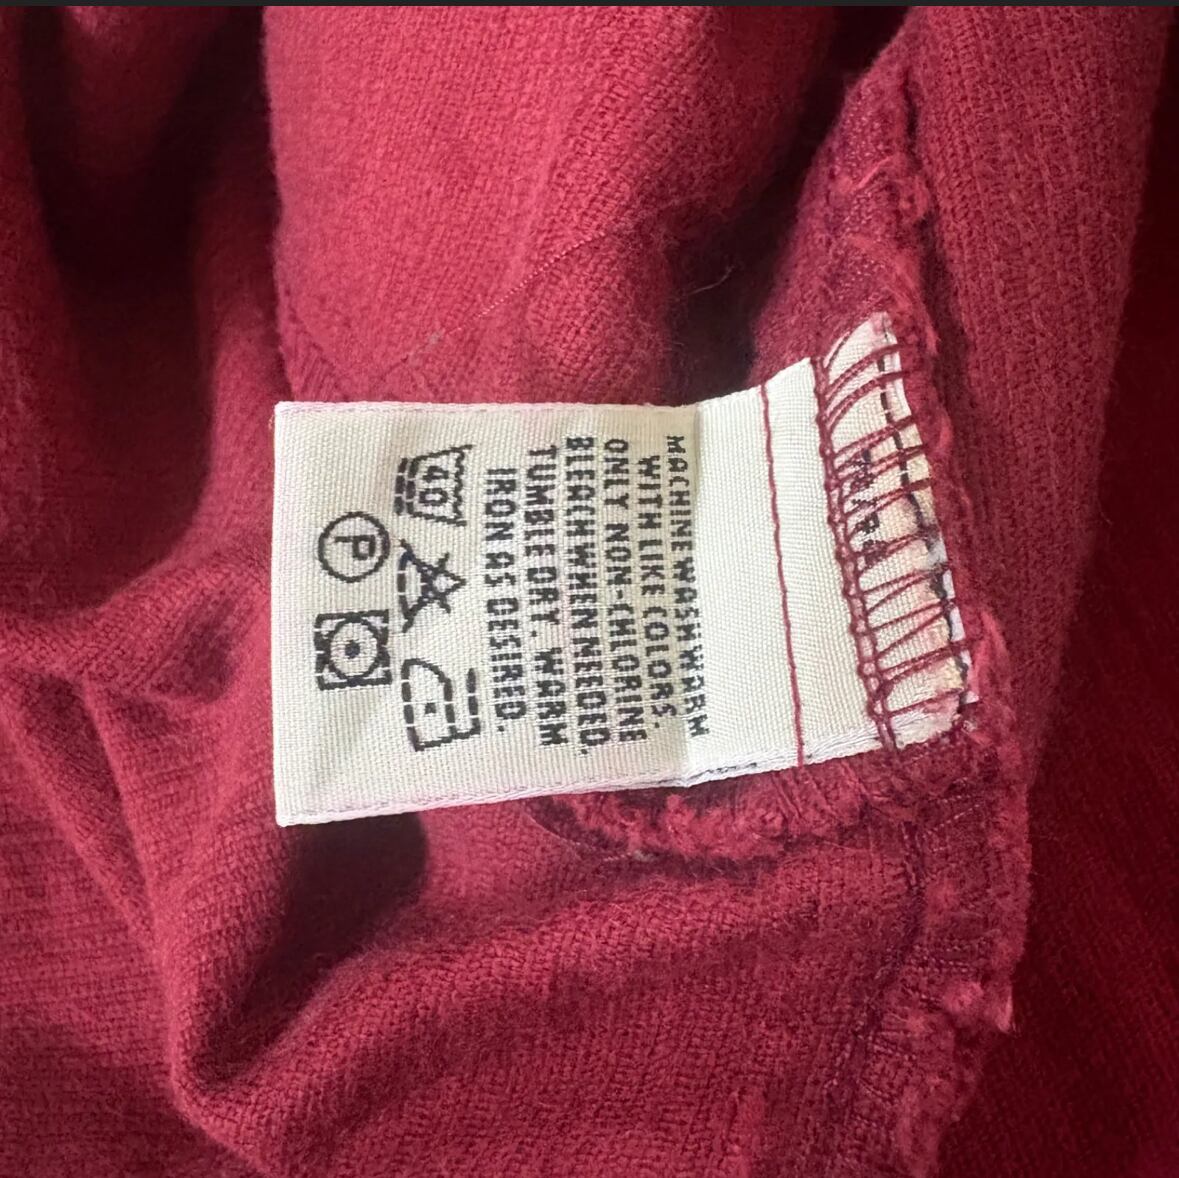 MACHINE WASH WARM
WITH LIKE COLORS.
ONLY NON-CHLORINE
BLEACH WHEN NEEDED.
TUMBLE DRY. WARM
IRON AS DESIRED.
40
P